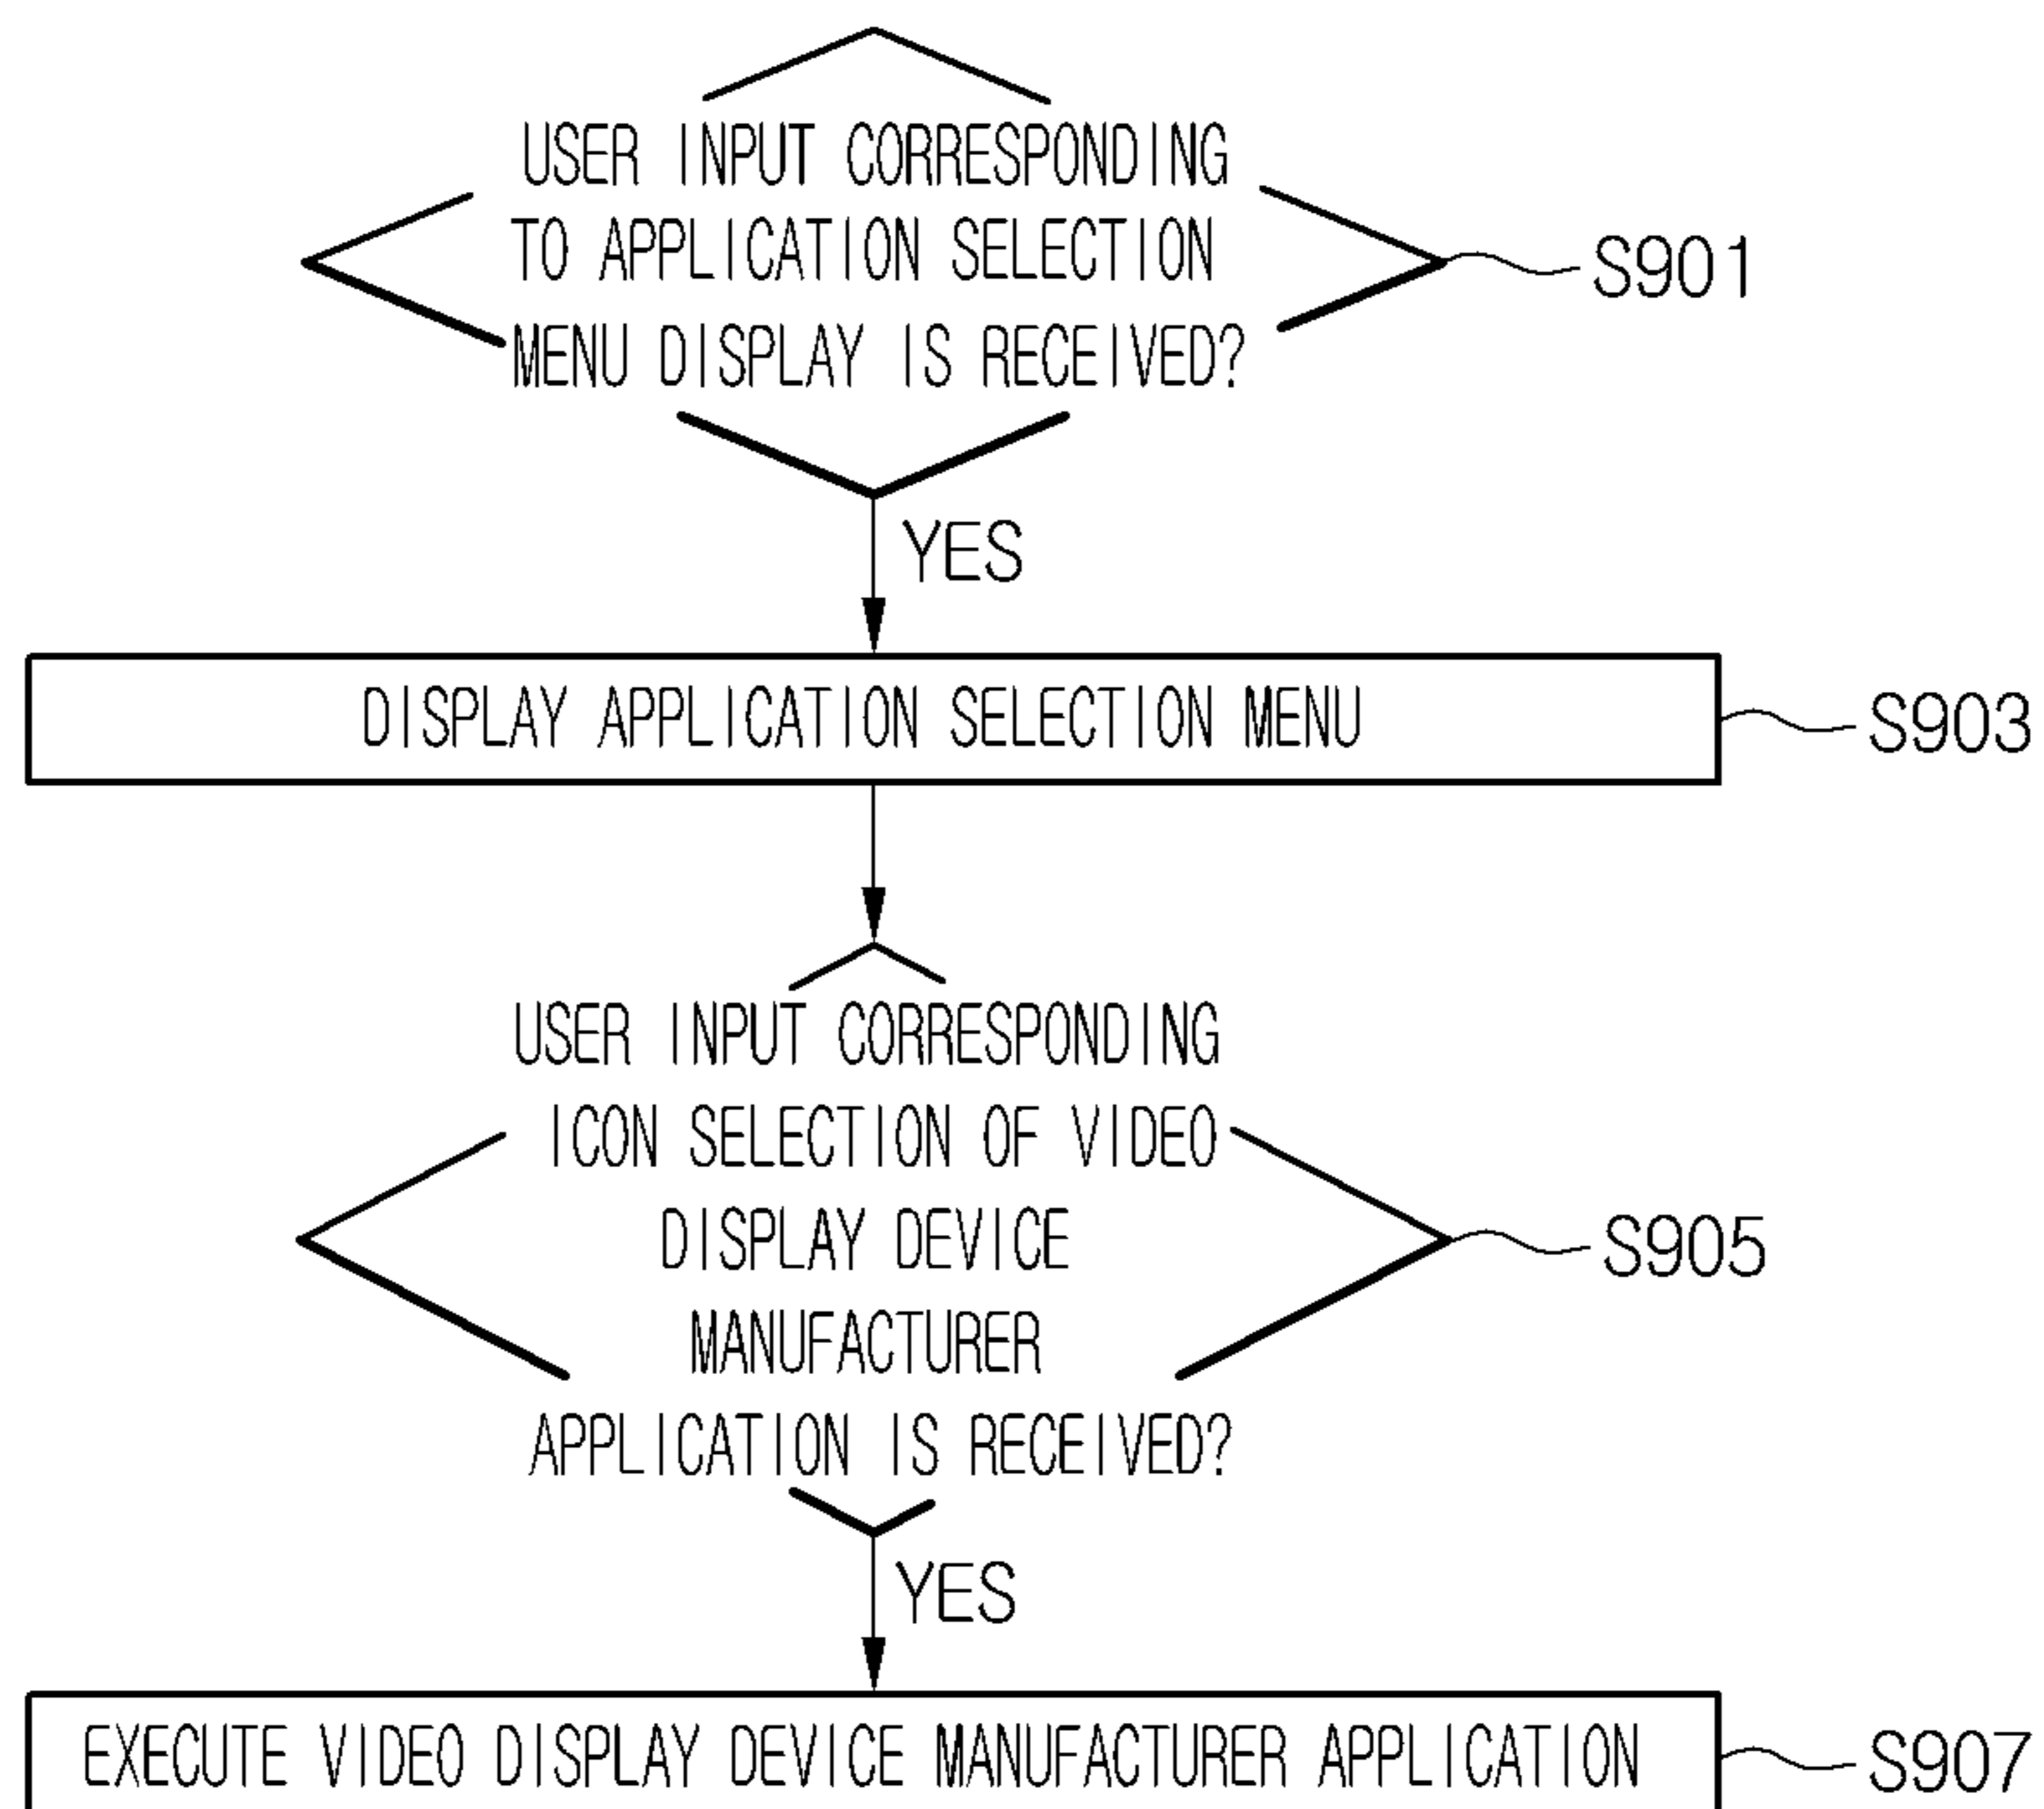 USER INPUT CORRESPONDING
TO APPLICATION SELECTION
MENU DISPLAY IS RECEIVED?
S901
YES
DISPLAY APPLICATION SELECTION MENU
S903
USER INPUT CORRESPONDING
ICON SELECTION OF VIDEO
DISPLAY DEVICE
MANUFACTURER
APPLICATION IS RECEIVED?
S905
YES
EXECUTE VIDEO DISPLAY DEVICE MANUFACTURER APPLICATION
S907